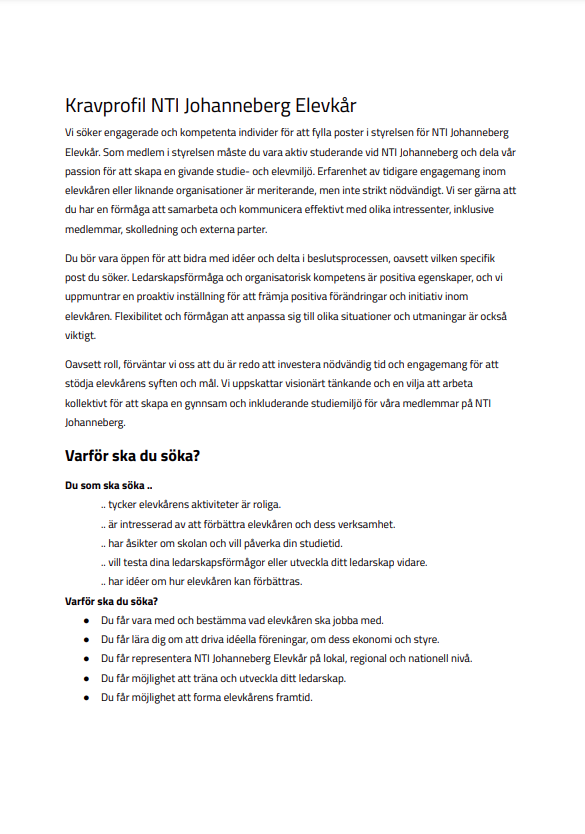 Kravprofil NTI Johanneberg Elevkår
Vi söker engagerade och kompetenta individer för att fylla poster i styrelsen för NTI Johanneberg
Elevkår. Som medlem i styrelsen måste du vara aktiv studerande vid NTI Johanneberg och dela vår
passion för att skapa en givande studie- och elevmiljö. Erfarenhet av tidigare engagemang inom
elevkåren eller liknande organisationer är meriterande, men inte strikt nödvändigt. Vi ser gärna att
du har en förmåga att samarbeta och kommunicera effektivt med olika intressenter, inklusive
medlemmar, skolledning och externa parter.
Du bör vara öppen för att bidra med idéer och delta i beslutsprocessen, oavsett vilken specifik
post du söker. Ledarskapsförmåga och organisatorisk kompetens är positiva egenskaper, och vi
uppmuntrar en proaktiv inställning för att främja positiva förändringar och initiativ inom
elevkåren. Flexibilitet och förmågan att anpassa sig till olika situationer och utmaningar är också
viktigt.
Oavsett roll, förväntar vi oss att du är redo att investera nödvändig tid och engagemang för att
stödja elevkårens syften och mål. Vi uppskattar visionärt tänkande och en vilja att arbeta
kollektivt för att skapa en gynnsam och inkluderande studiemiljö för våra medlemmar på NTI
Johanneberg.
Varför ska du söka?
Du som ska söka ..
.. tycker elevkårens aktiviteter är roliga.
.. är intresserad av att förbättra elevkåren och dess verksamhet.
.. har åsikter om skolan och vill påverka din studietid.
.. vill testa dina ledarskapsförmågor eller utveckla ditt ledarskap vidare.
.. har idéer om hur elevkåren kan förbättras.
Varför ska du söka?
● Du får vara med och bestämma vad elevkåren ska jobba med.
● Du får lära dig om att driva idéella föreningar, om dess ekonomi och styre.
● Du får representera NTI Johanneberg Elevkår på lokal, regional och nationell nivå.
● Du får möjlighet att träna och utveckla ditt ledarskap.
● Du får möjlighet att forma elevkårens framtid.